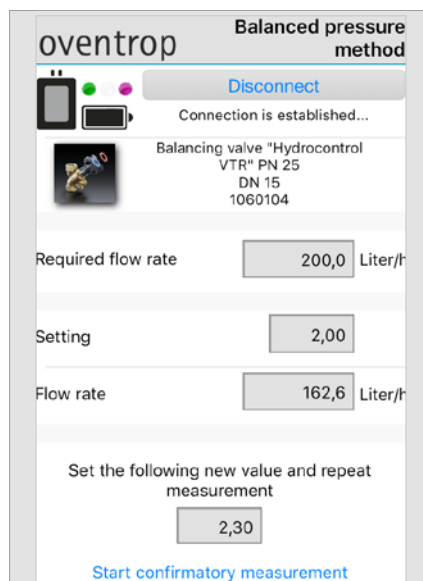 oventrop
Balanced pressure
method
Disconnect
Connection is established...
Balancing valve "Hydrocontrol
VTR" PN 25
DN 15
1060104
Required flow rate 200,0 Liter/h
Setting 2,00
Flow rate 162,6 Liter/h
Set the following new value and repeat
measurement
2,30
Start confirmatory measurement